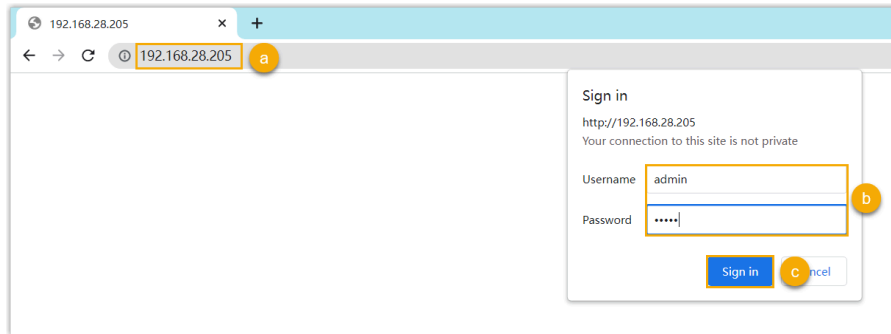 192.168.28.205
192.168.28.205 a
Sign in
http://192.168.28.205
Your connection to this site is not private
Username admin
b
Password •••••
Sign in c ncel